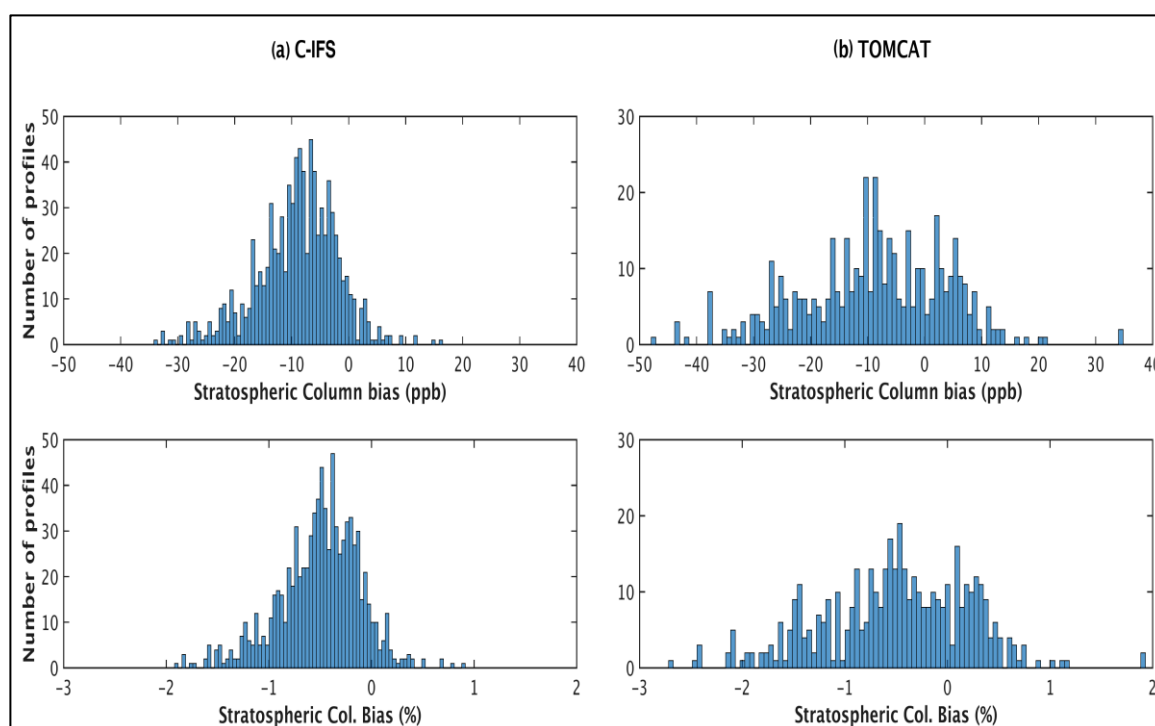 (a) C-IFS
(b) TOMCAT
50
40
30
20
10
0
Number of profiles
−50 −40 −30 −20 −10 0 10 20 30 40
Stratospheric Column bias (ppb)
30
20
10
0
−50 −40 −30 −20 −10 0 10 20 30 40
Stratospheric Column bias (ppb)
50
40
30
20
10
0
Number of profiles
−3 −2 −1 0 1 2
Stratospheric Col. Bias (%)
30
20
10
0
−3 −2 −1 0 1 2
Stratospheric Col. Bias (%)